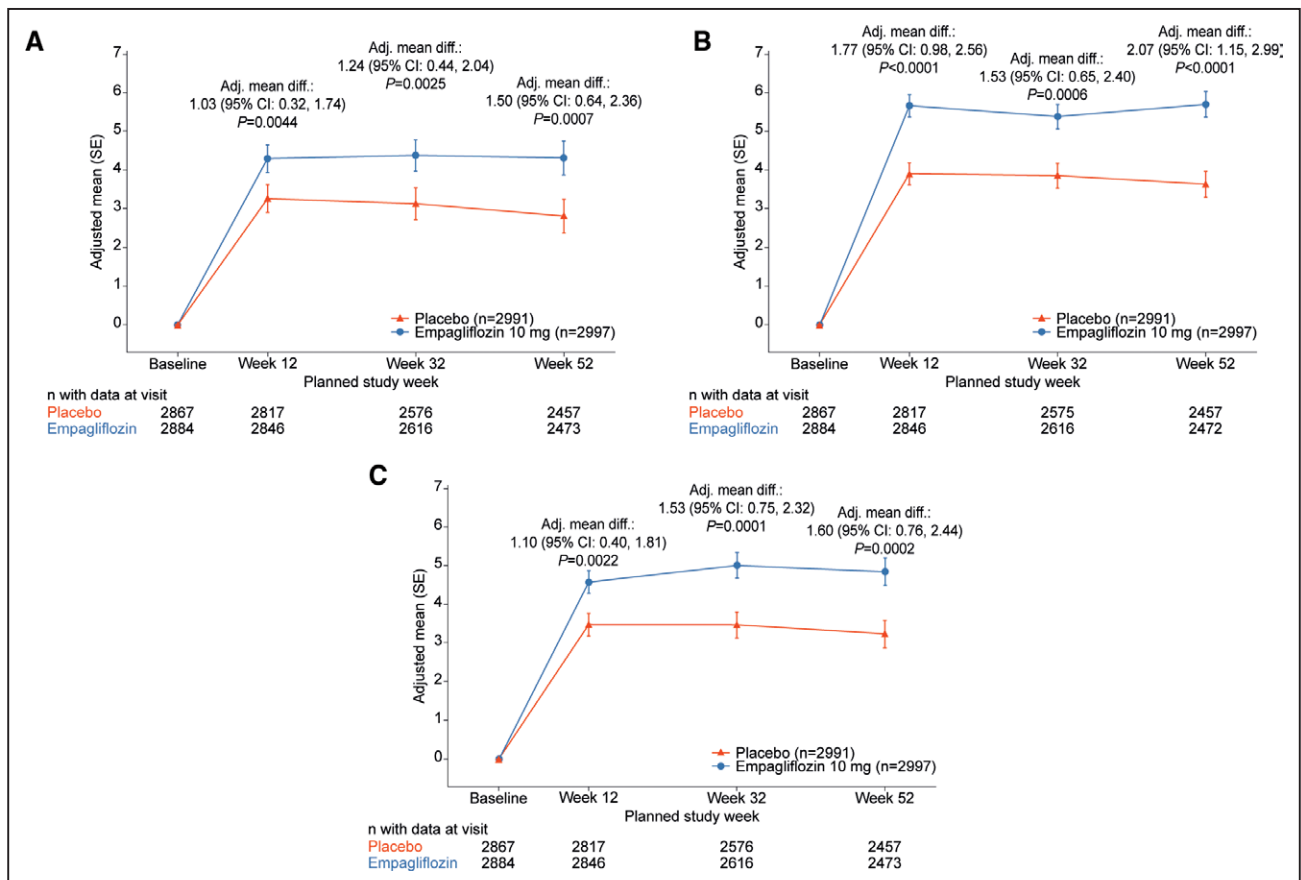 A
Adj. mean diff.:
1.03 (95% CI: 0.32, 1.74)
P=0.0044
Adj. mean diff.:
1.24 (95% CI: 0.44, 2.04)
P=0.0025
Adj. mean diff.:
1.50 (95% CI: 0.64, 2.36)
P=0.0007
Adjusted mean (SE)
7
6
5
4
3
2
1
0
Placebo (n=2991)
Empagliflozin 10 mg (n=2997)
Baseline Week 12 Week 32 Week 52
Planned study week
n with data at visit
Placebo 2867 2817 2576 2457
Empagliflozin 2884 2846 2616 2473
B
Adj. mean diff.:
1.77 (95% CI: 0.98, 2.56)
P<0.0001
Adj. mean diff.:
1.53 (95% CI: 0.65, 2.40)
P=0.0006
Adj. mean diff.:
2.07 (95% CI: 1.15, 2.99)
P<0.0001
Adjusted mean (SE)
7
6
5
4
3
2
1
0
Placebo (n=2991)
Empagliflozin 10 mg (n=2997)
Baseline Week 12 Week 32 Week 52
Planned study week
n with data at visit
Placebo 2867 2817 2575 2457
Empagliflozin 2884 2846 2616 2472
C
Adj. mean diff.:
1.10 (95% CI: 0.40, 1.81)
P=0.0022
Adj. mean diff.:
1.53 (95% CI: 0.75, 2.32)
P=0.0001
Adj. mean diff.:
1.60 (95% CI: 0.76, 2.44)
P=0.0002
Adjusted mean (SE)
7
6
5
4
3
2
1
0
Placebo (n=2991)
Empagliflozin 10 mg (n=2997)
Baseline Week 12 Week 32 Week 52
Planned study week
n with data at visit
Placebo 2867 2817 2576 2457
Empagliflozin 2884 2846 2616 2473